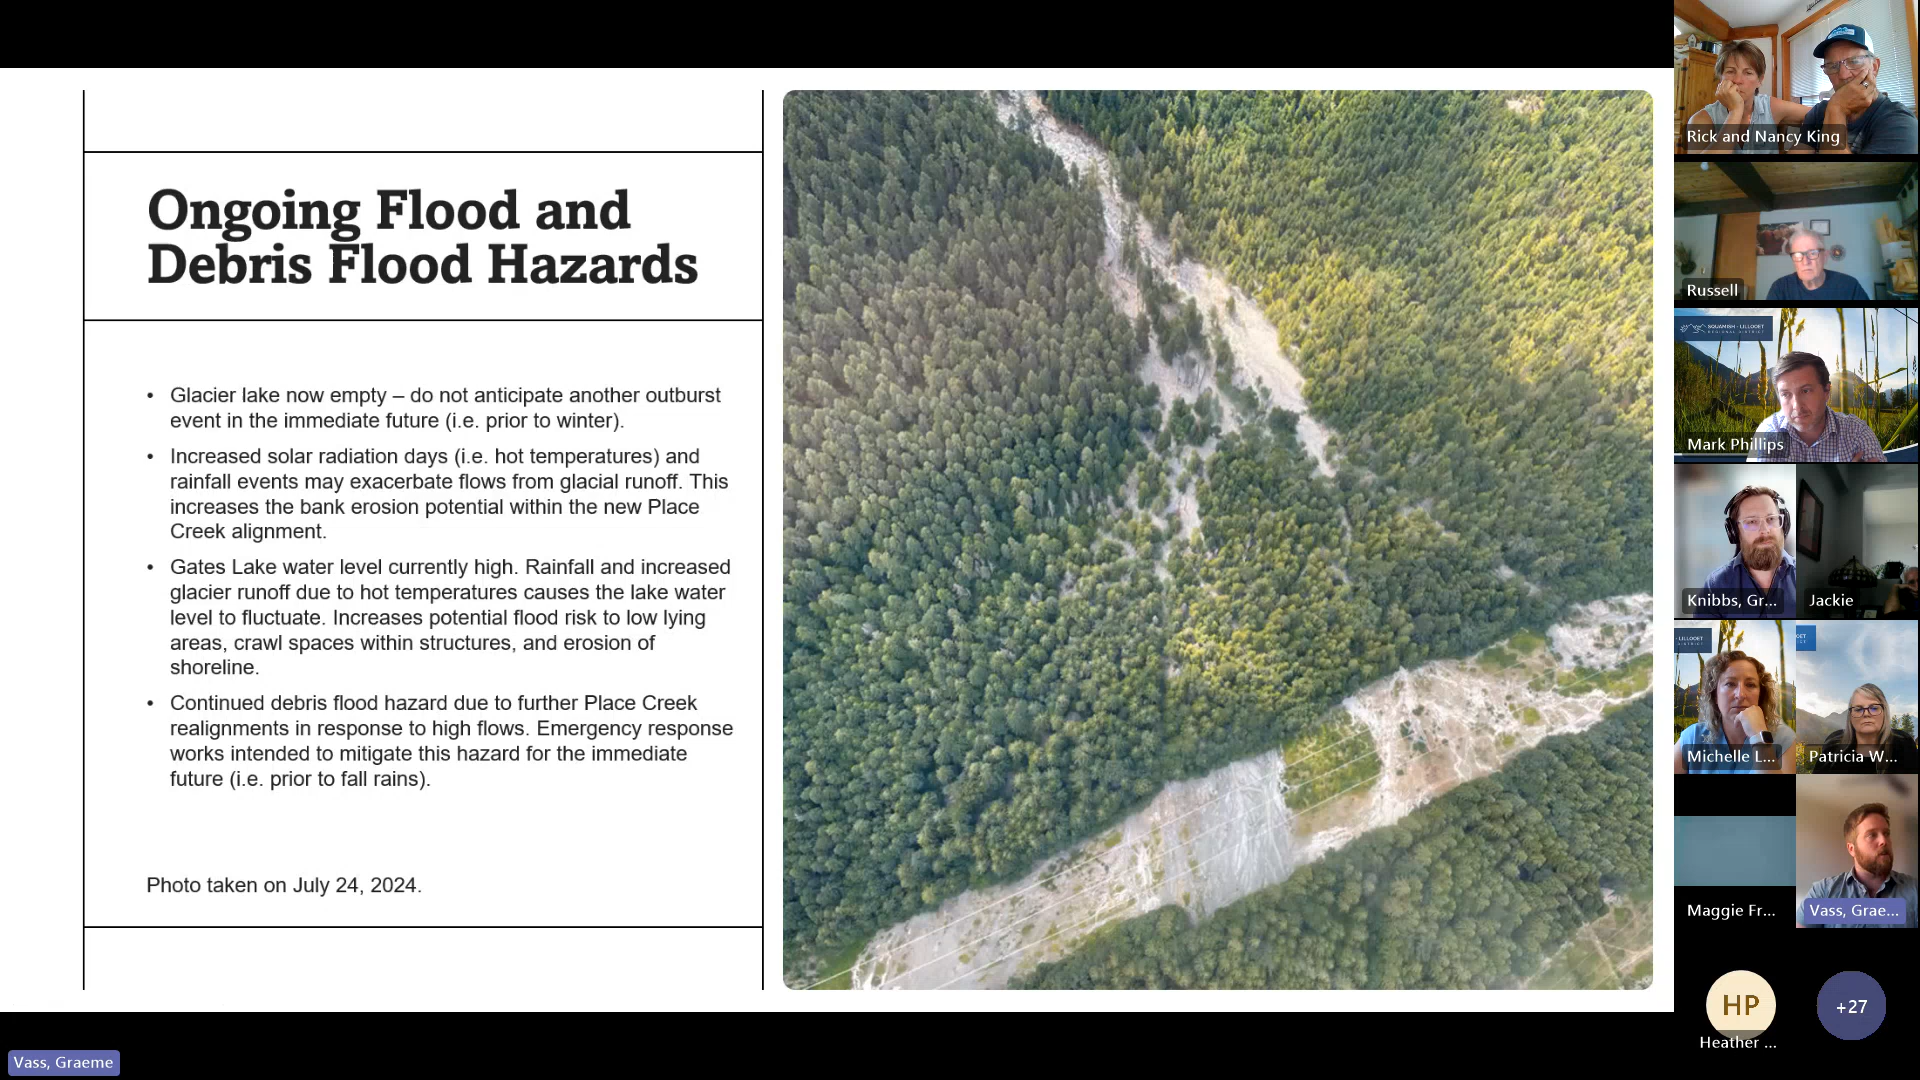 Ongoing Flood and
Debris Flood Hazards
• Glacier lake now empty – do not anticipate another outburst
event in the immediate future (i.e. prior to winter).
• Increased solar radiation days (i.e. hot temperatures) and
rainfall events may exacerbate flows from glacial runoff. This
increases the bank erosion potential within the new Place
Creek alignment.
• Gates Lake water level currently high. Rainfall and increased
glacier runoff due to hot temperatures causes the lake water
level to fluctuate. Increases potential flood risk to low lying
areas, crawl spaces within structures, and erosion of
shoreline.
• Continued debris flood hazard due to further Place Creek
realignments in response to high flows. Emergency response
works intended to mitigate this hazard for the immediate
future (i.e. prior to fall rains).
Photo taken on July 24, 2024.
Vass, Graeme
Rick and Nancy King
Russell
SQUAMISH - LILLOOET
REGIONAL DISTRICT
Mark Phillips
Knibbs, Gr...
Jackie
LILLOOET
Michelle L...
Patricia W...
Maggie Fr...
Vass, Grae...
HP
Heather ...
+27